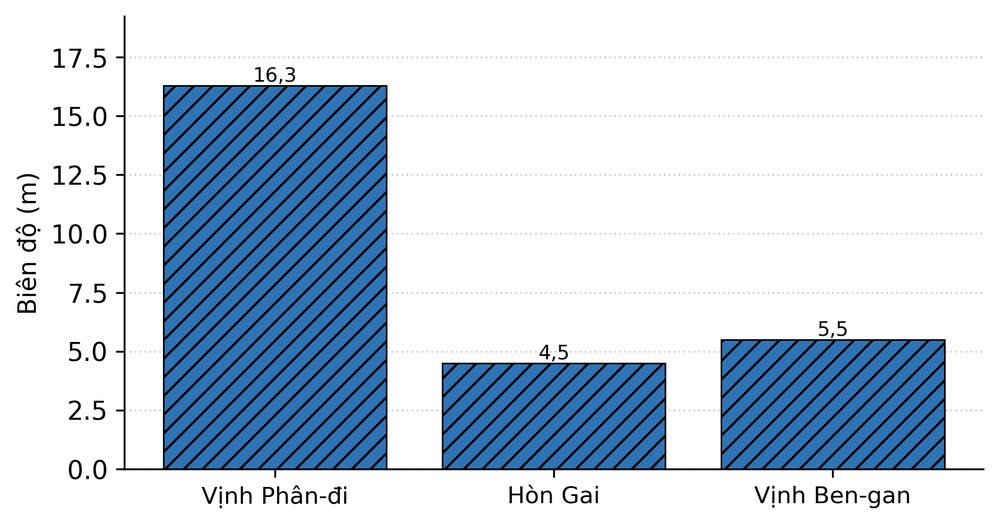 Biên độ (m)
17.5
15.0
12.5
10.0
7.5
5.0
2.5
0.0
16,3
4,5
5,5
Vịnh Phân-đi
Hòn Gai
Vịnh Ben-gan